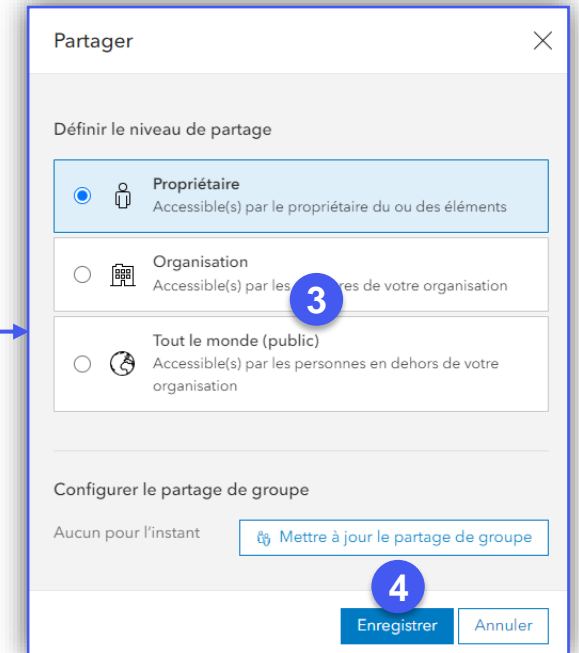 Partager
Définir le niveau de partage
Propriétaire
Accessible(s) par le propriétaire du ou des éléments
Organisation
Accessible(s) par les res de votre organisation
3
Tout le monde (public)
Accessible(s) par les personnes en dehors de votre
organisation
Configurer le partage de groupe
Aucun pour l'instant
Mettre à jour le partage de groupe
4
Enregistrer
Annuler